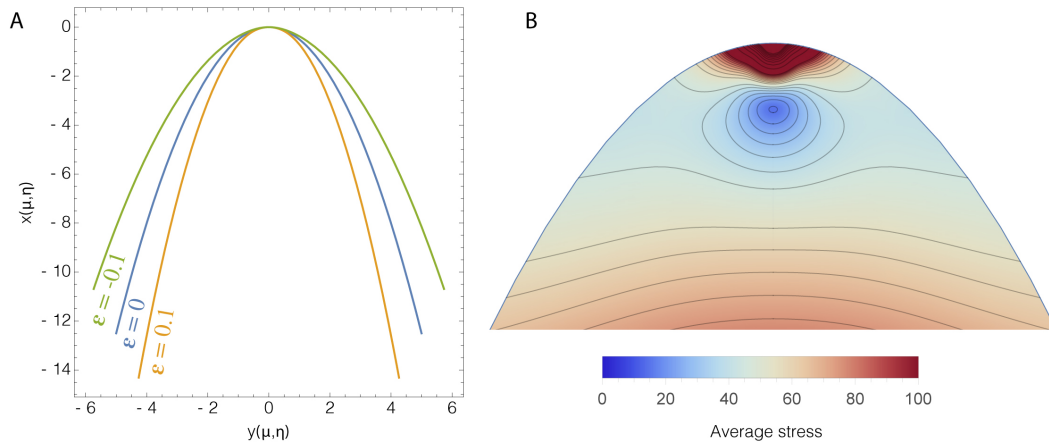 A
B
0
- 2
- 4
- 6
- 8
- 10
- 12
- 14
x(μ,η)
ε = -0.1
ε = 0
ε = 0.1
- 6 - 4 - 2 0 2 4 6
y(μ,η)
0 20 40 60 80 100
Average stress